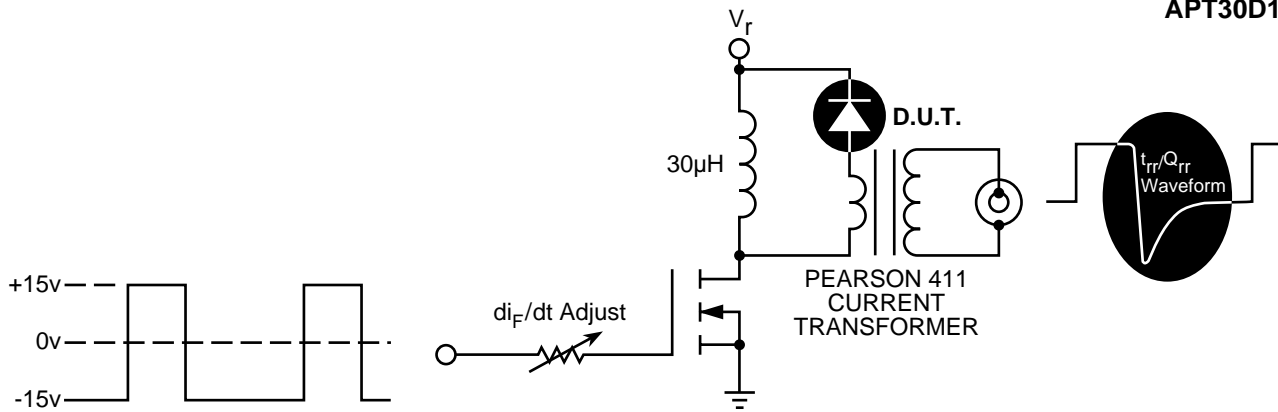 APT30D1
Vr
D.U.T.
30µH
trr/Qrr
Waveform
PEARSON 411
CURRENT
TRANSFORMER
+15v
diF/dt Adjust
0v
-15v